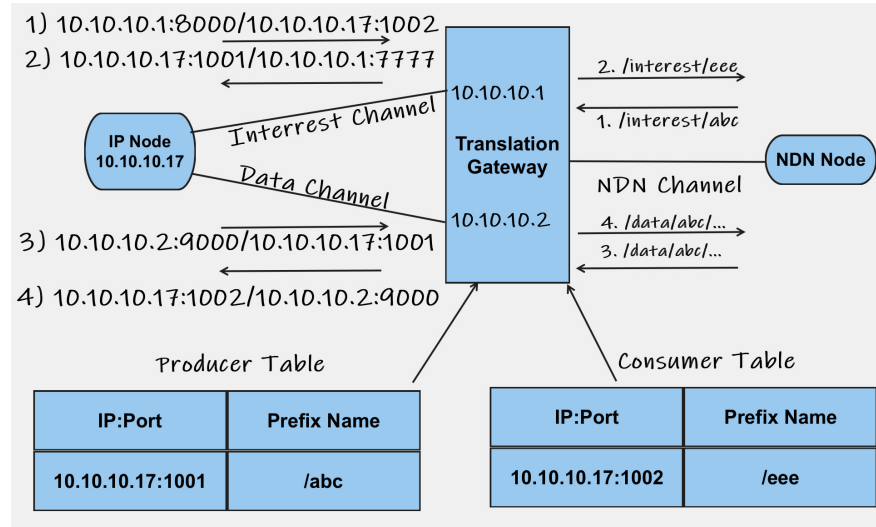 1) 10.10.10.1:8000/10.10.10.17:1002
2) 10.10.10.17:1001/10.10.10.1:7777
2. /interest/eee
10.10.10.1
Interrest Channel
1. /interest/abc
IP Node
10.10.10.17
Translation
Gateway
NDN Node
Data Channel
NDN Channel
10.10.10.2
4. /data/abc/...
3) 10.10.10.2:9000/10.10.10.17:1001
3. /data/abc/...
4) 10.10.10.17:1002/10.10.10.2:9000
Producer Table
Consumer Table
IP:Port Prefix Name
10.10.10.17:1001 /abc
IP:Port Prefix Name
10.10.10.17:1002 /eee